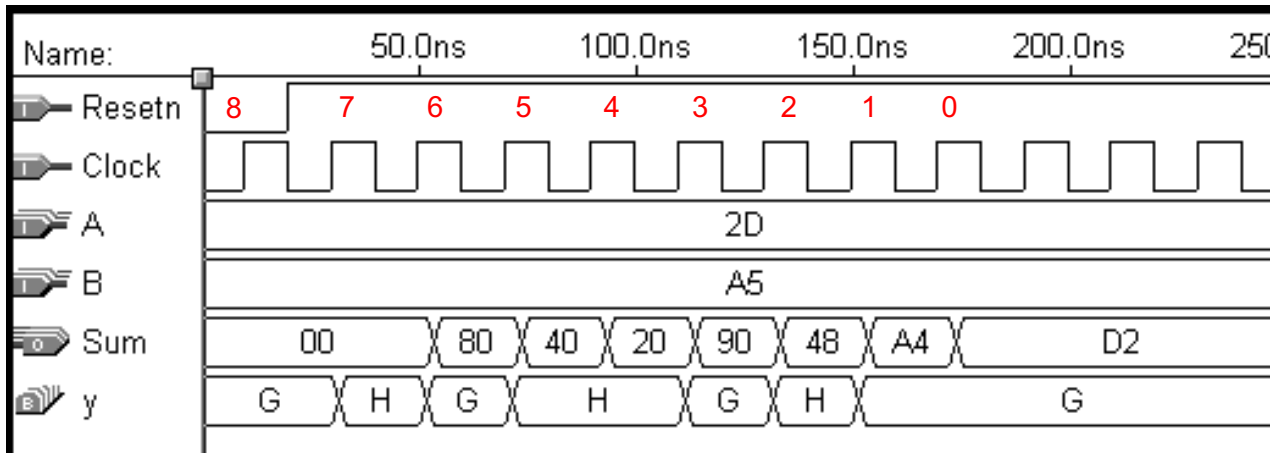 Name: 50.0ns 100.0ns 150.0ns 200.0ns
Resetn 8 7 6 5 4 3 2 1 0
Clock
A 2D
B A5
Sum 00 80 40 20 90 48 A4 D2
y G H G H G H G